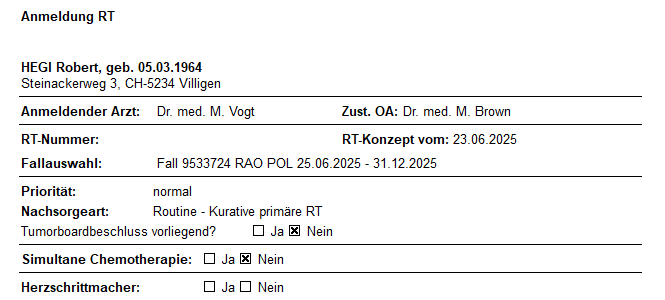 Anmeldung RT
HEGI Robert, geb. 05.03.1964
Steinackerweg 3, CH-5234 Villigen
Anmeldender Arzt: Dr. med. M. Vogt Zust. OA: Dr. med. M. Brown
RT-Nummer: RT-Konzept vom: 23.06.2025
Fallauswahl: Fall 9533724 RAO POL 25.06.2025 - 31.12.2025
Priorität: normal
Nachsorgeart: Routine - Kurative primäre RT
Tumorboardbeschluss vorliegend? ☐ Ja ☒ Nein
Simultane Chemotherapie: ☐ Ja ☒ Nein
Herzschrittmacher: ☐ Ja ☐ Nein